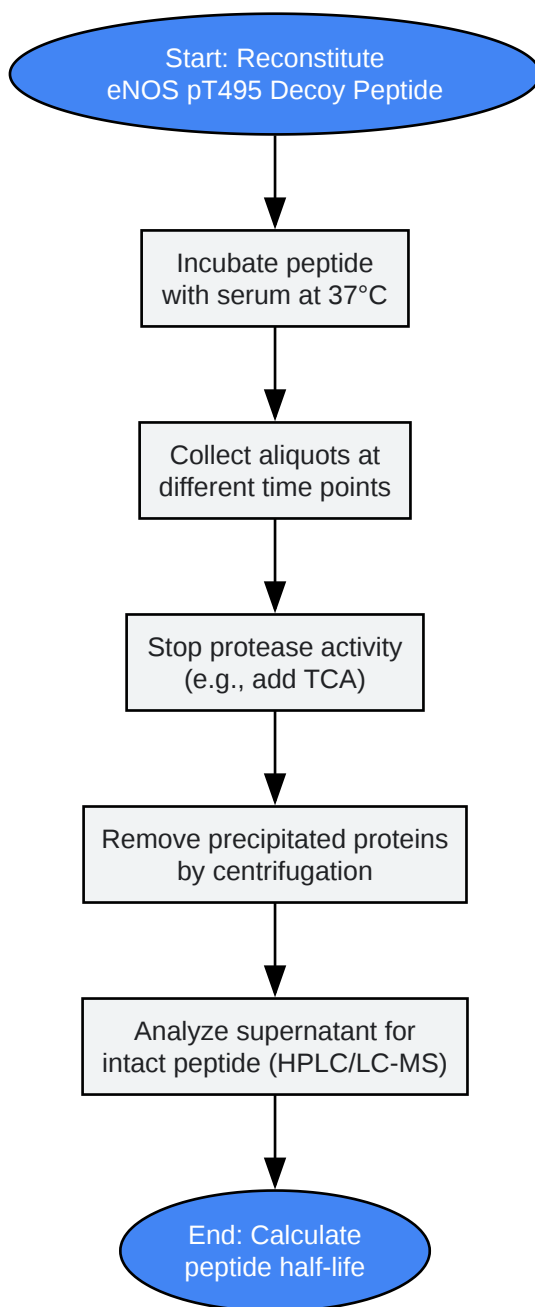 Start: Reconstitute
eNOS pT495 Decoy Peptide
Incubate peptide
with serum at 37°C
Collect aliquots at
different time points
Stop protease activity
(e.g., add TCA)
Remove precipitated proteins
by centrifugation
Analyze supernatant for
intact peptide (HPLC/LC-MS)
End: Calculate
peptide half-life